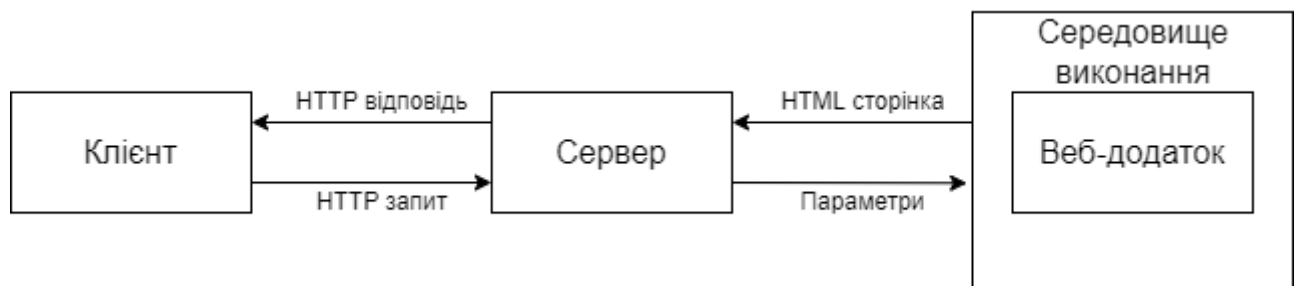 Середовище
виконання
HTTP відповідь
HTML сторінка
Клієнт
Сервер
Веб-додаток
HTTP запит
Параметри